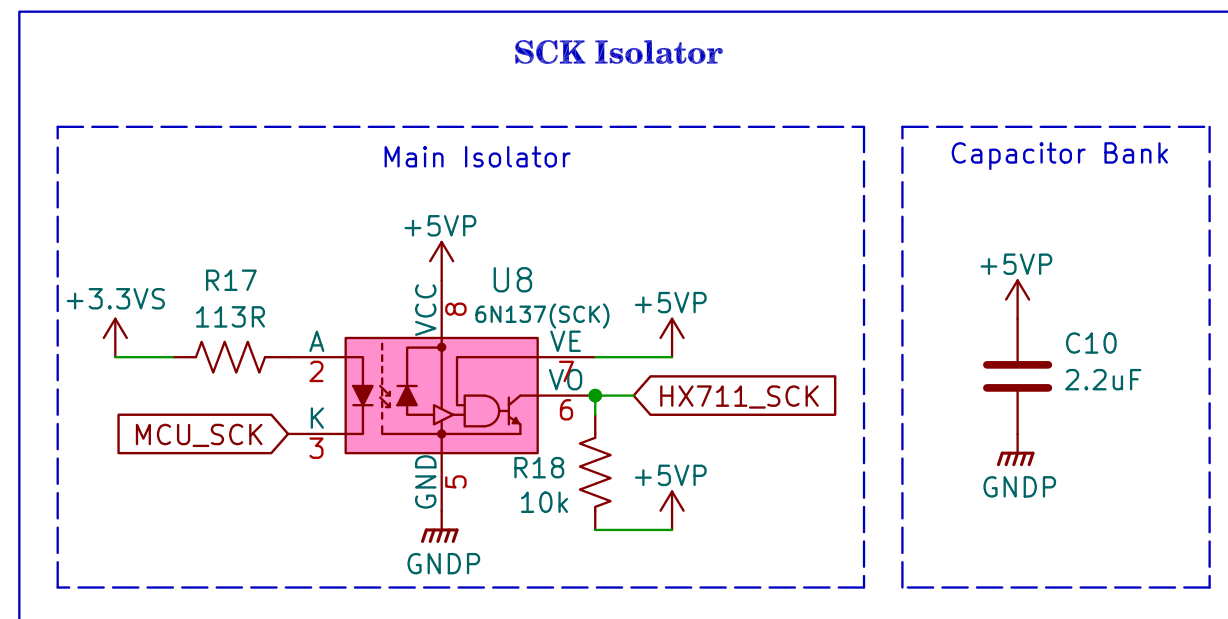 SCK Isolator
Main Isolator
Capacitor Bank
+5VP
R17
113R
+3.3VS
U8
6N137(SCK)
+5VP
+5VP
VCC
8
A
2
VE
7
VO
6
HX711_SCK
C10
2.2uF
MCU_SCK
K
3
GND
5
R18
10k
+5VP
GNDP
GNDP